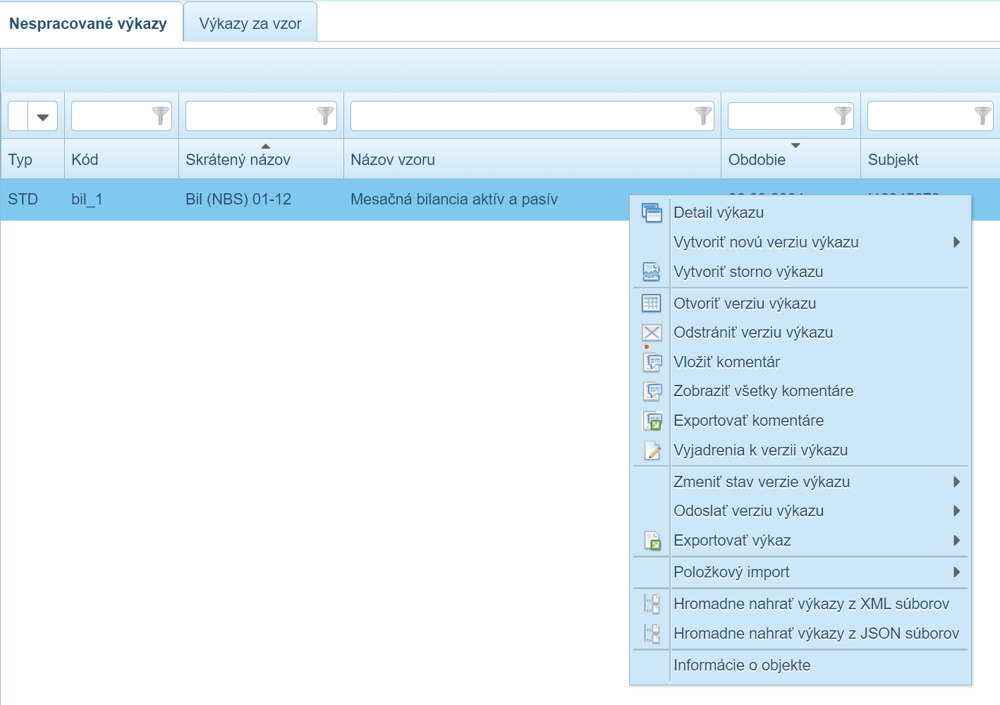 Nespracované výkazy
Výkazy za vzor
Typ
Kód
Skrátený názov
Názov vzoru
Obdobie
Subjekt
STD
bil_1
Bil (NBS) 01-12
Mesačná bilancia aktív a pasív
Detail výkazu
Vytvoriť novú verziu výkazu
Vytvoriť storno výkazu
Otvoriť verziu výkazu
Odstrániť verziu výkazu
Vložiť komentár
Zobraziť všetky komentáre
Exportovať komentáre
Vyjadrenia k verzii výkazu
Zmeniť stav verzie výkazu
Odoslať verziu výkazu
Exportovať výkaz
Položkový import
Hromadne nahrať výkazy z XML súborov
Hromadne nahrať výkazy z JSON súborov
Informácie o objekte